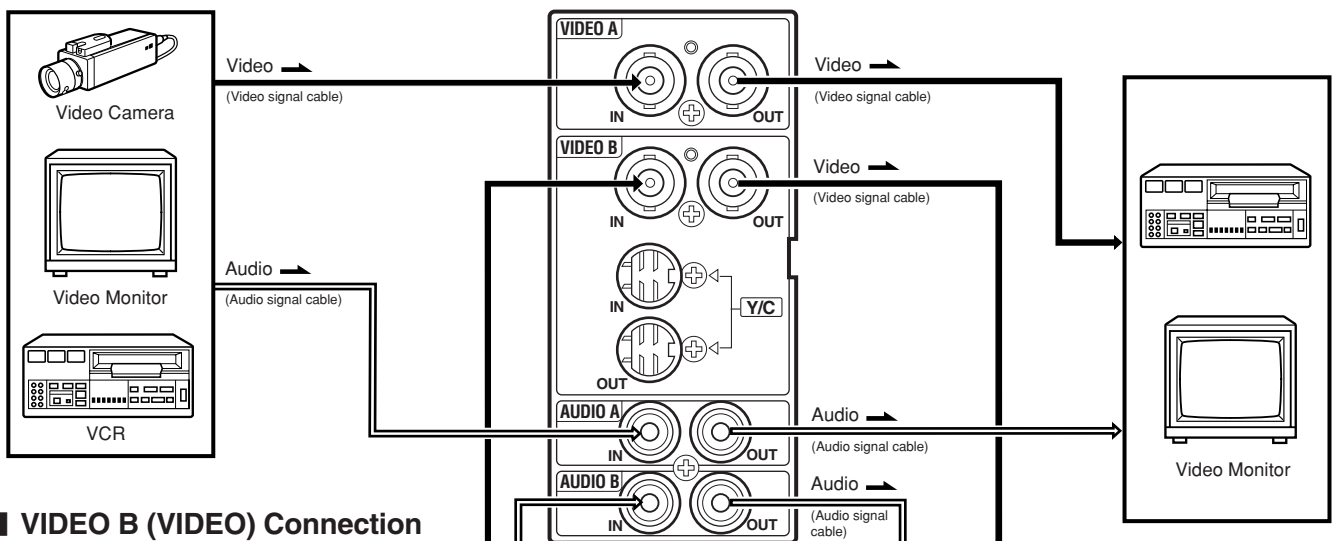 Video Camera
Video Monitor
VCR
Video
(Video signal cable)
Audio
(Audio signal cable)
VIDEO A
IN
OUT
VIDEO B
IN
OUT
IN
Y/C
OUT
AUDIO A
IN
OUT
AUDIO B
IN
OUT
Video
(Video signal cable)
Video
(Video signal cable)
Audio
(Audio signal cable)
Audio
(Audio signal
cable)
Video Monitor
VIDEO B (VIDEO) Connection